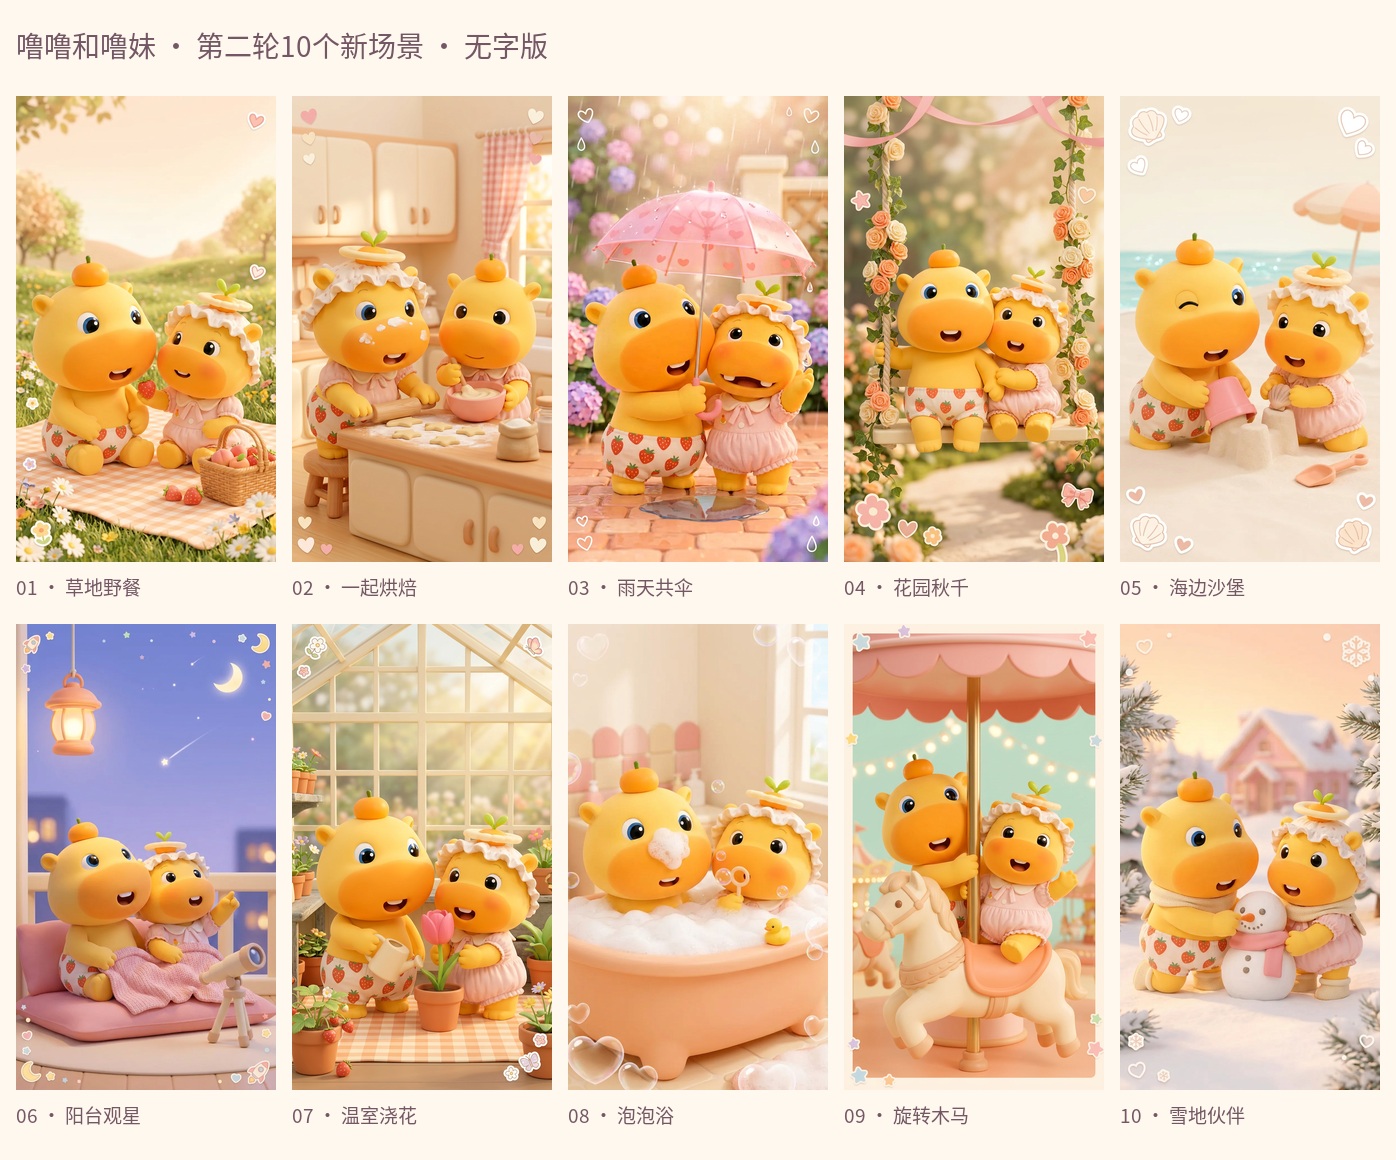 噜噜和噜妹 · 第二轮10个新场景 · 无字版
01 · 草地野餐
02 · 一起烘焙
03 · 雨天共伞
04 · 花园秋千
05 · 海边沙堡
06 · 阳台观星
07 · 温室浇花
08 · 泡泡浴
09 · 旋转木马
10 · 雪地伙伴